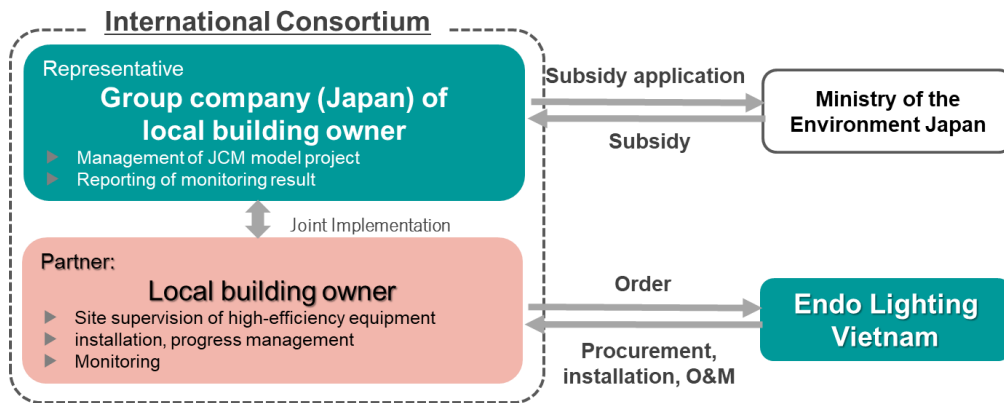 International Consortium
Representative
Group company (Japan) of
local building owner
▶ Management of JCM model project
▶ Reporting of monitoring result
Joint Implementation
Partner:
Local building owner
▶ Site supervision of high-efficiency equipment
▶ installation, progress management
▶ Monitoring
Subsidy application
Subsidy
Ministry of the
Environment Japan
Order
Procurement,
installation, O&M
Endo Lighting
Vietnam